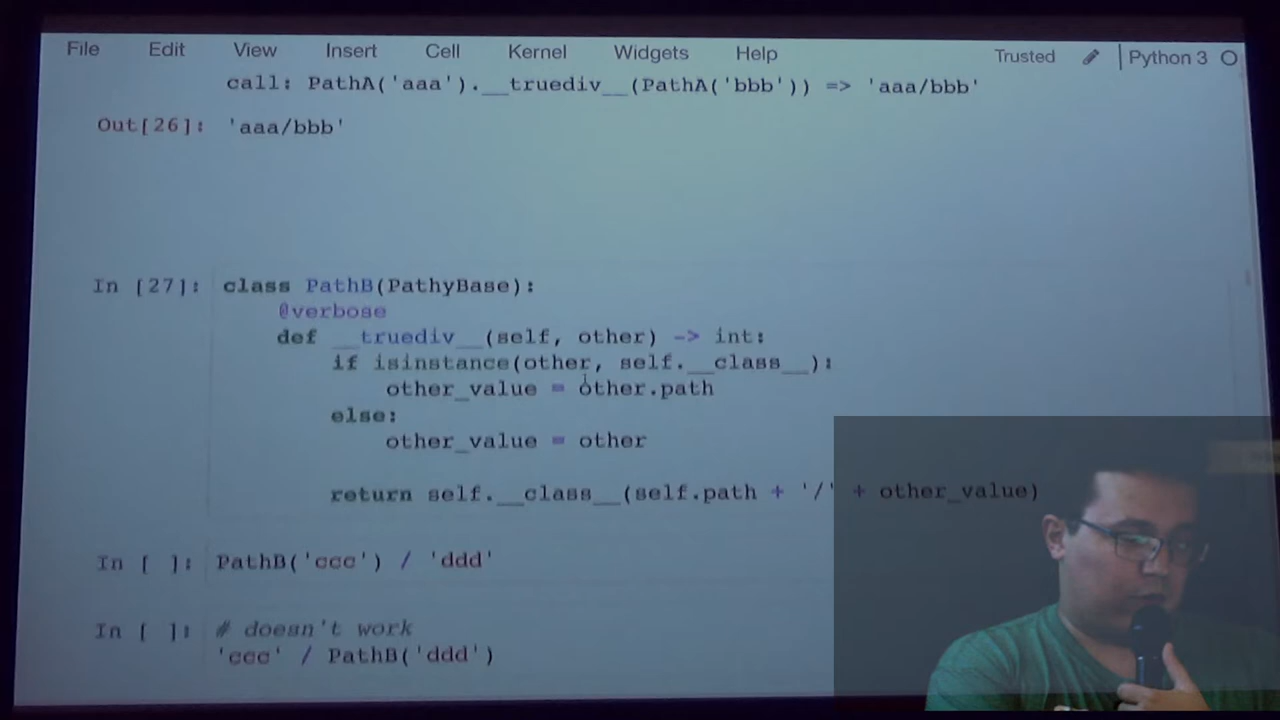 File Edit View Insert Cell Kernel Widgets Help Trusted Python 3
call: PathA('aaa').__truediv__(PathA('bbb')) => 'aaa/bbb'
Out[26]: 'aaa/bbb'
In [27]: class PathB(PathyBase):
@verbose
def __truediv__(self, other) -> int:
if isinstance(other, self.__class__):
other_value = other.path
else:
other_value = other
return self.__class__(self.path + '/' + other_value)
In [ ]: PathB('ccc') / 'ddd'
In [ ]: # doesn't work
'ccc' / PathB('ddd')